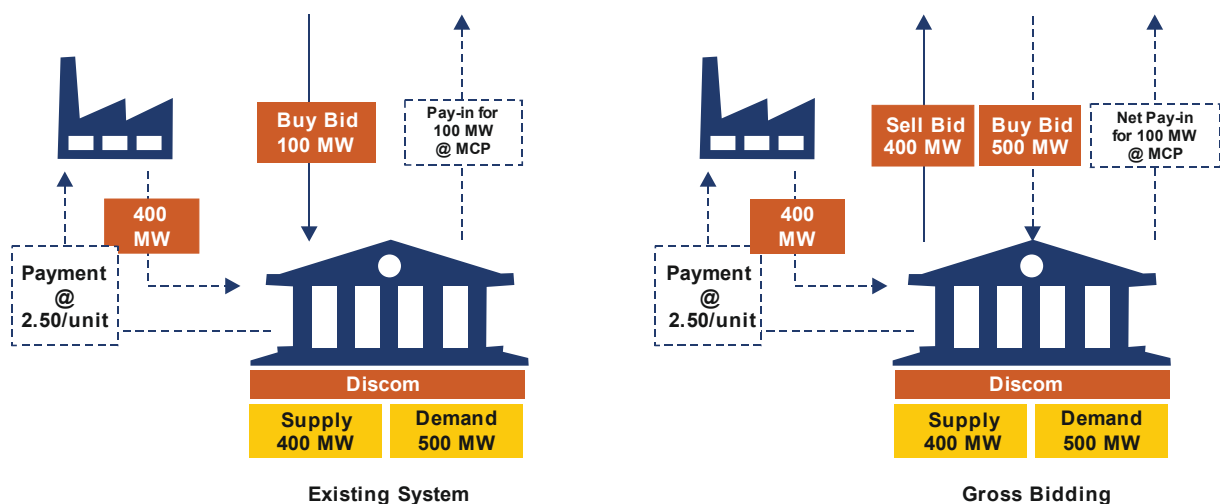 Buy Bid
100 MW
Pay-in for
100 MW
@ MCP
400
MW
Payment
@
2.50/unit
Discom
Supply
400 MW
Demand
500 MW
Existing System
Sell Bid
400 MW
Buy Bid
500 MW
Net Pay-in
for 100 MW
@ MCP
400
MW
Payment
@
2.50/unit
Discom
Supply
400 MW
Demand
500 MW
Gross Bidding